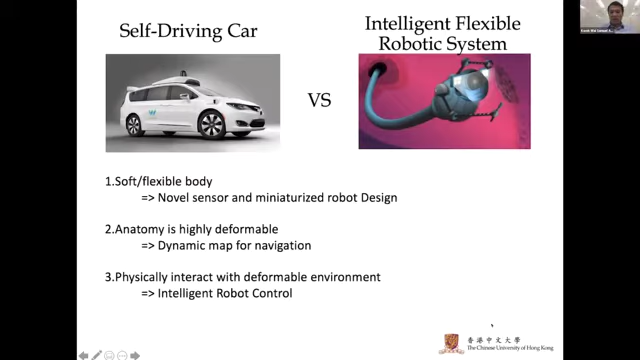 Self-Driving Car
Intelligent Flexible
Robotic System
VS
1.Soft/flexible body
=> Novel sensor and miniaturized robot Design
2.Anatomy is highly deformable
=> Dynamic map for navigation
3.Physically interact with deformable environment
=> Intelligent Robot Control
香港中文大學
The Chinese University of Hong Kong